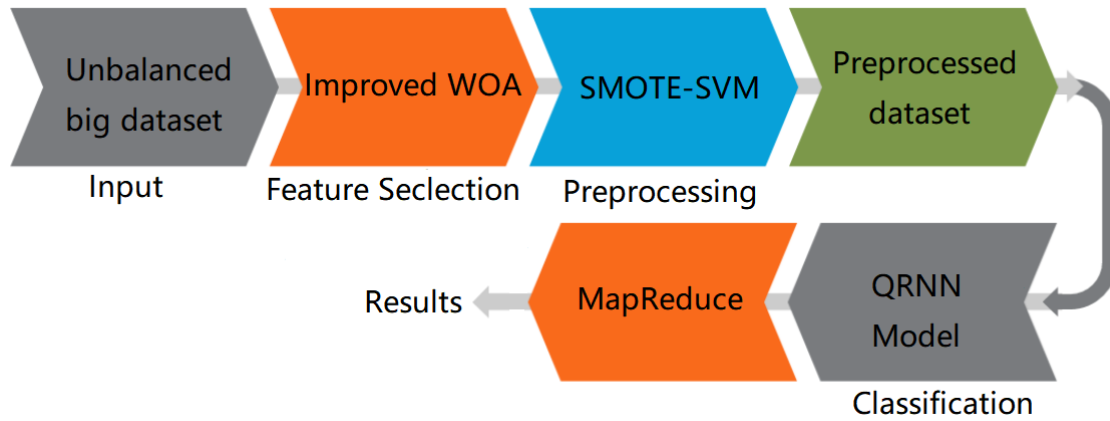 Unbalanced
big dataset
Input
Improved WOA
Feature Seclection
SMOTE-SVM
Preprocessing
Preprocessed
dataset
QRNN
Model
Classification
MapReduce
Results